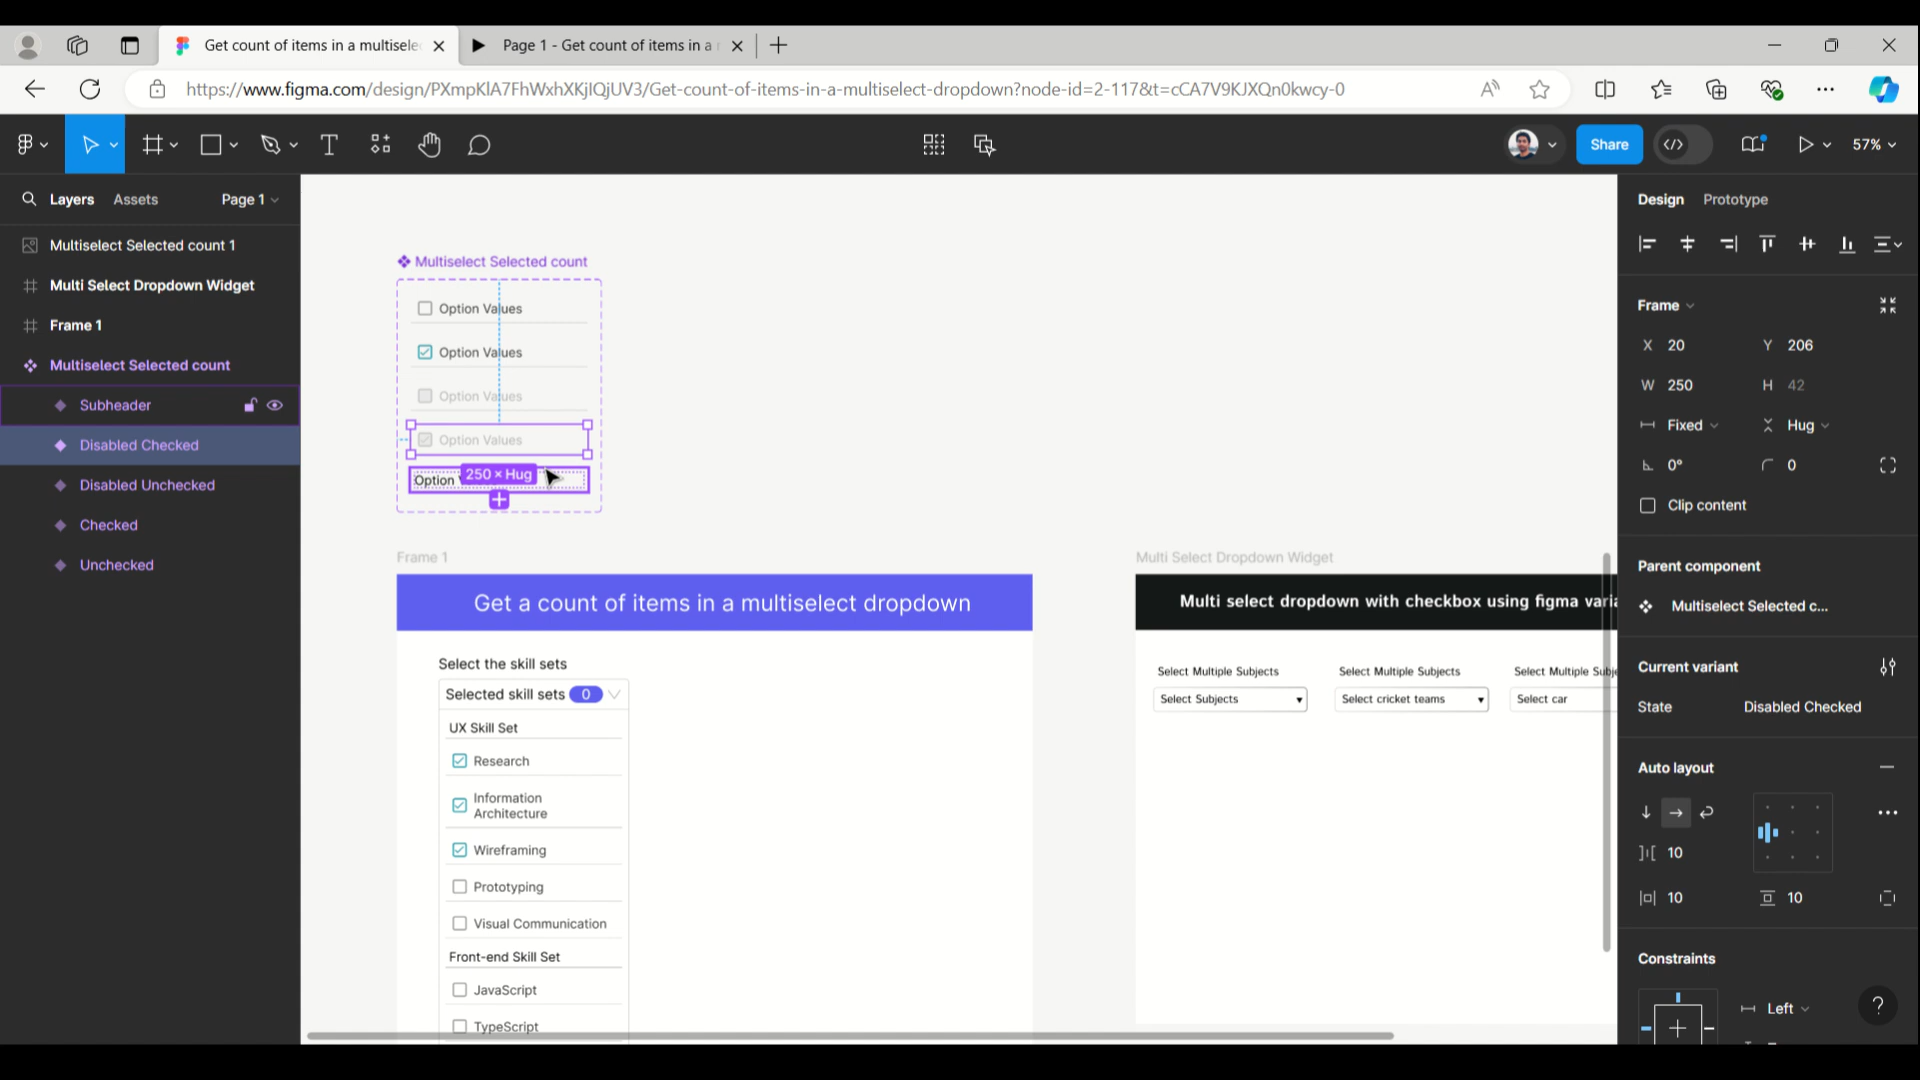 Get count of items in a multisele
Page 1 - Get count of items in a
https://www.figma.com/design/PXmpKlA7FhWxhXKjlQjUV3/Get-count-of-items-in-a-multiselect-dropdown?node-id=2-117&t=cCA7V9KJXQn0kwcy-0
Share
57%
Layers
Assets
Page 1
Multiselect Selected count 1
Multi Select Dropdown Widget
Frame 1
Multiselect Selected count
Subheader
Disabled Checked
Disabled Unchecked
Checked
Unchecked
Multiselect Selected count
Option Values
Option Values
Option Values
Option Values
Option
250 × Hug
Frame 1
Get a count of items in a multiselect dropdown
Select the skill sets
Selected skill sets 0
UX Skill Set
Research
Information
Architecture
Wireframing
Prototyping
Visual Communication
Front-end Skill Set
JavaScript
TypeScript
Multi Select Dropdown Widget
Multi select dropdown with checkbox using figma varia
Select Multiple Subjects
Select Multiple Subjects
Select Multiple Subje
Select Subjects
Select cricket teams
Select car
Design
Prototype
Frame
X 20
Y 206
W 250
H 42
Fixed
Hug
0°
0
Clip content
Parent component
Multiselect Selected c...
Current variant
State
Disabled Checked
Auto layout
10
10
10
Constraints
Left
?